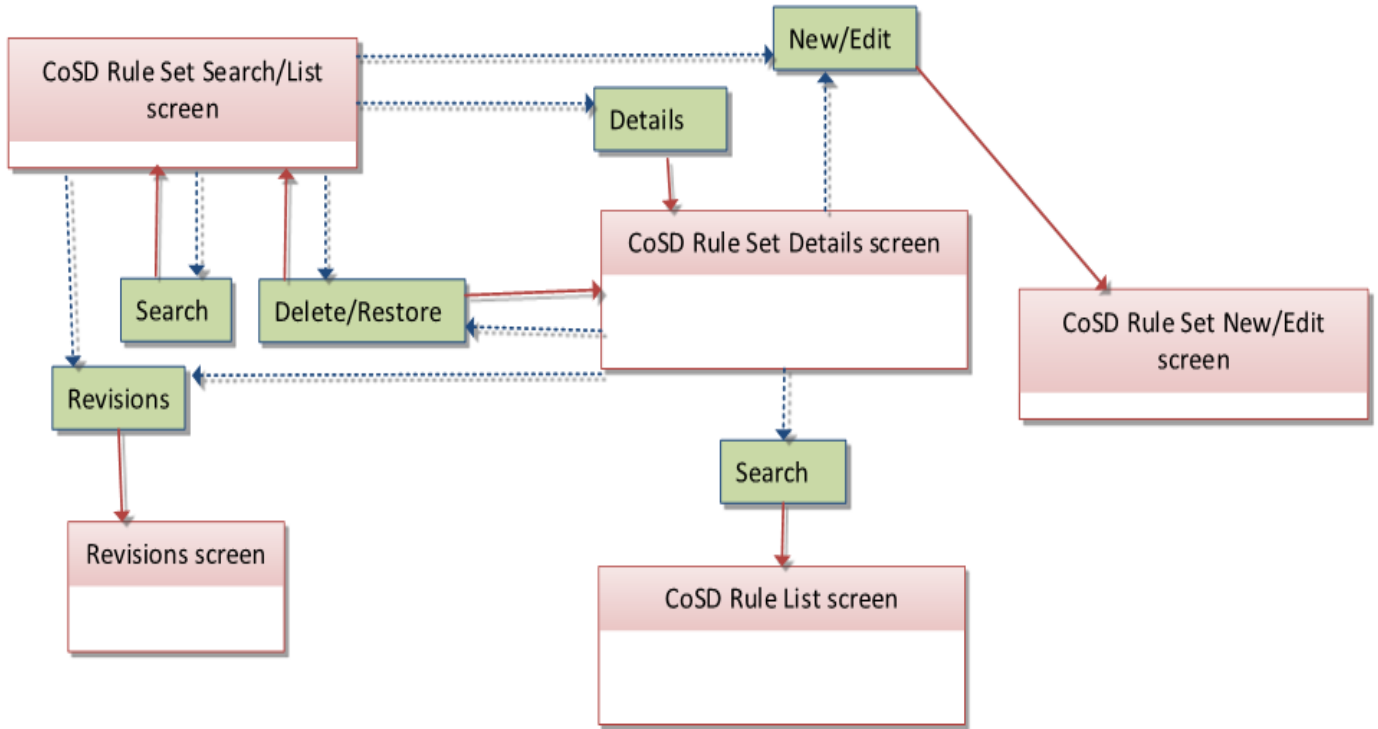 New/Edit
CoSD Rule Set Search/List
screen
Details
CoSD Rule Set Details screen
Search
Delete/Restore
CoSD Rule Set New/Edit
screen
Revisions
Search
Revisions screen
CoSD Rule List screen